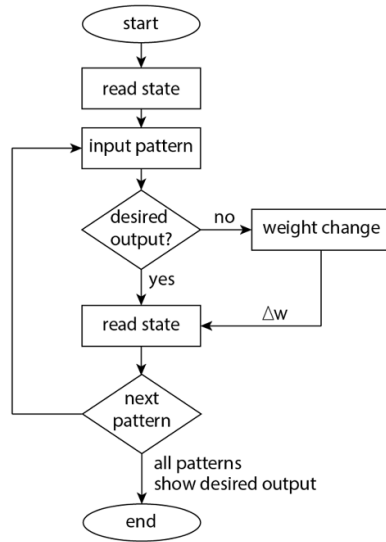 start
read state
input pattern
desired
output?
no
weight change
yes
read state
Δw
next
pattern
all patterns
show desired output
end